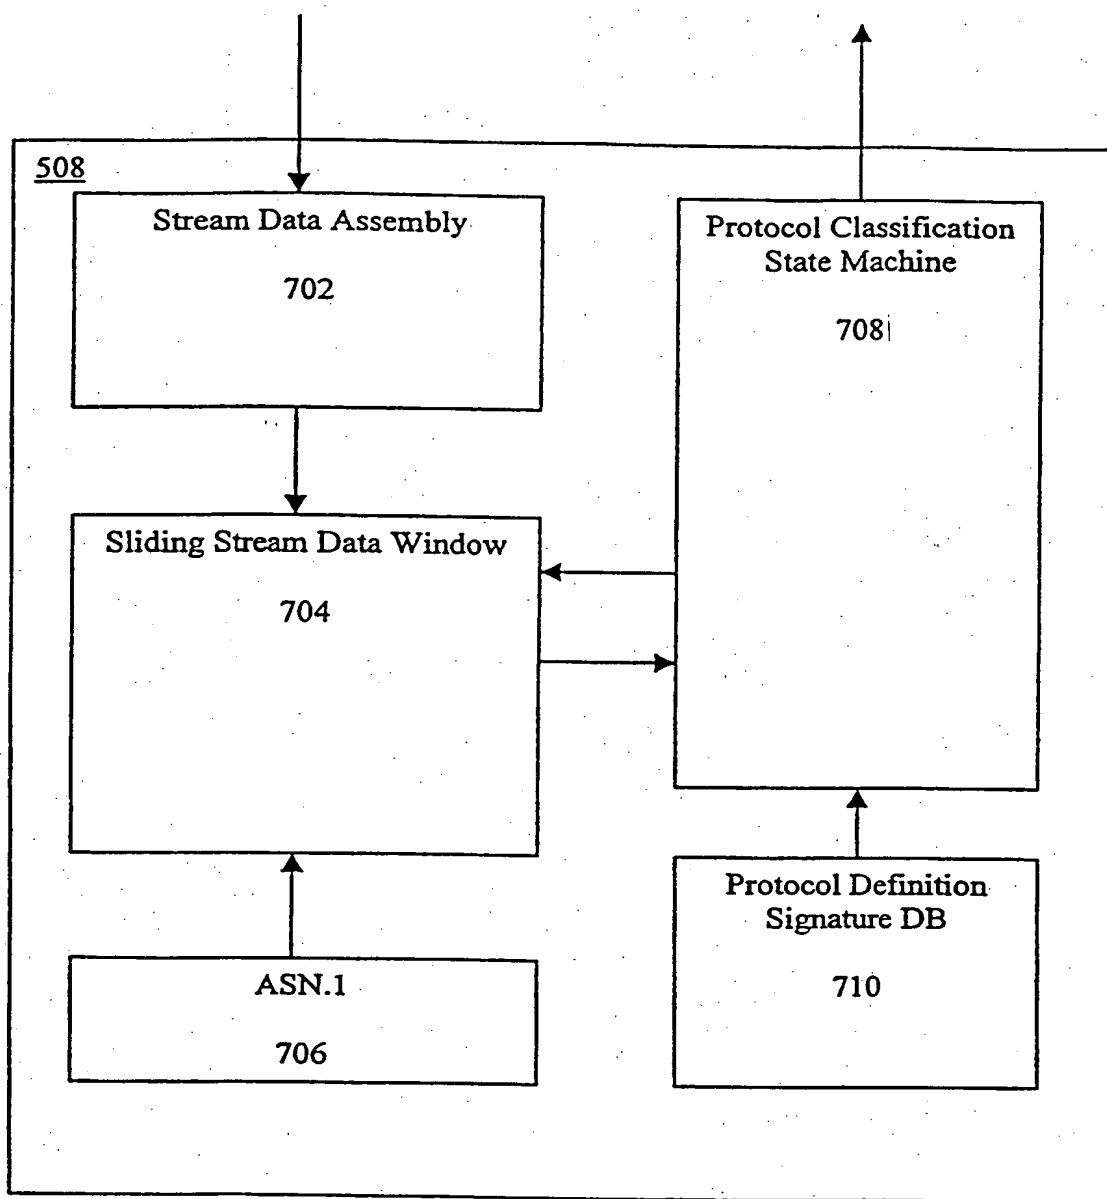 508
Stream Data Assembly
702
Protocol Classification
State Machine
708
Sliding Stream Data Window
704
Protocol Definition
Signature DB
710
ASN.1
706